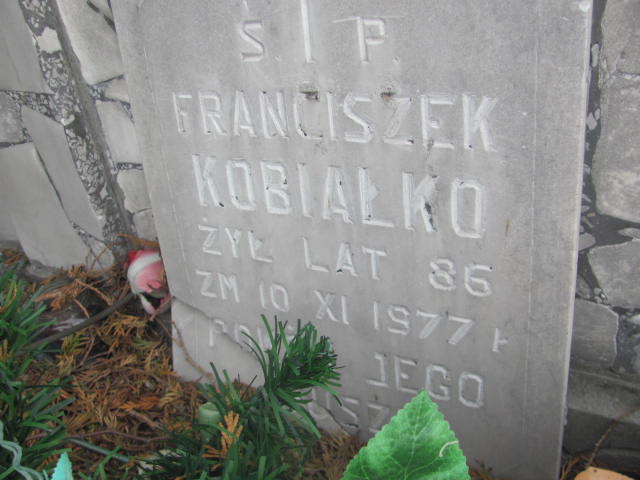 Ś. † P.
FRANCISZEK
KOBIAŁKO
ŻYŁ LAT 86
ZM 10 XI 1977 r
JEGO